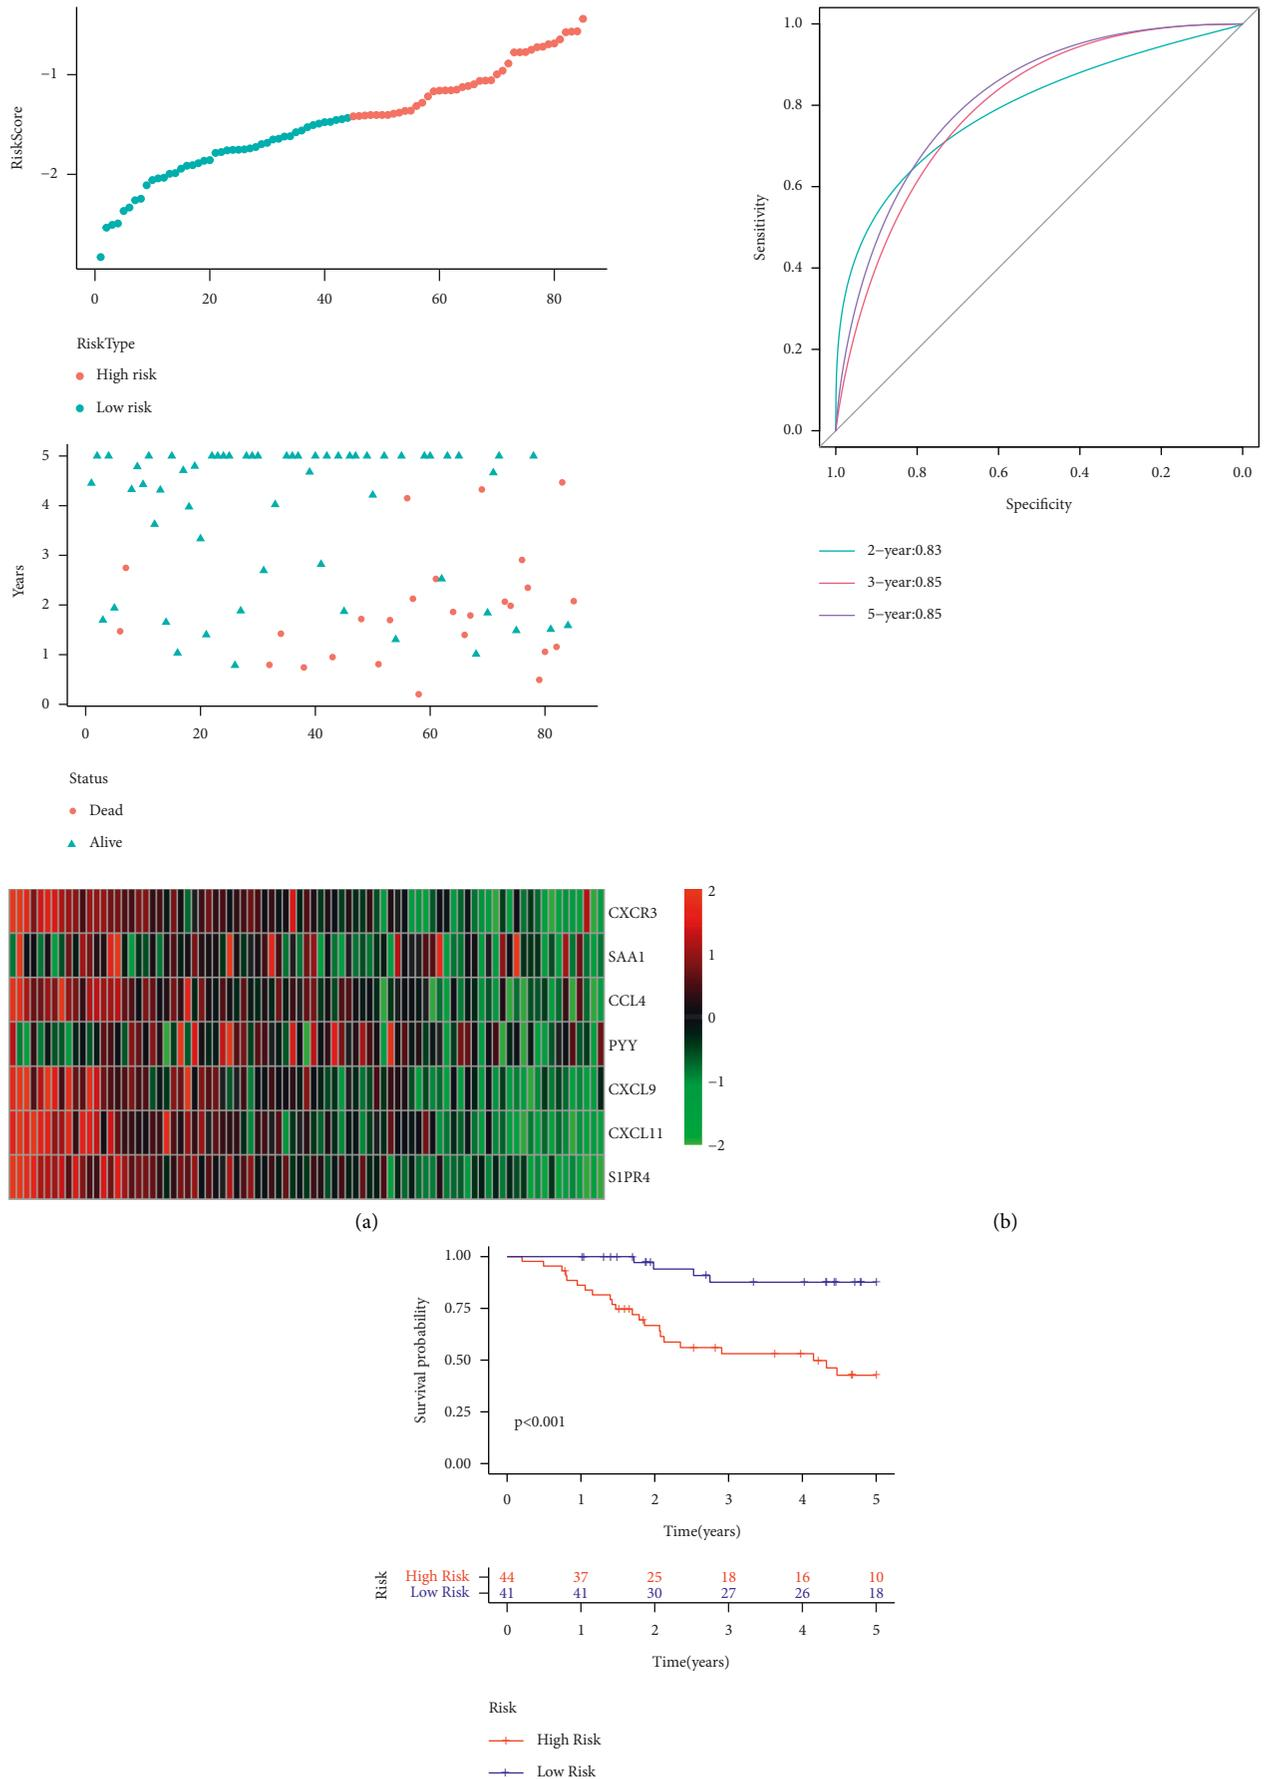 RiskScore
−1
−2
0 20 40 60 80
RiskType
High risk
Low risk
Years
5
4
3
2
1
0
0 20 40 60 80
Status
Dead
Alive
CXCR3
SAA1
CCL4
PYY
CXCL9
CXCL11
S1PR4
2
1
0
−1
−2
(a)
Sensitivity
1.0
0.8
0.6
0.4
0.2
0.0
1.0 0.8 0.6 0.4 0.2 0.0
Specificity
2−year:0.83
3−year:0.85
5−year:0.85
(b)
Survival probability
1.00
0.75
0.50
0.25
0.00
p<0.001
0 1 2 3 4 5
Time(years)
Risk
High Risk 44 37 25 18 16 10
Low Risk 41 41 30 27 26 18
0 1 2 3 4 5
Time(years)
Risk
High Risk
Low Risk